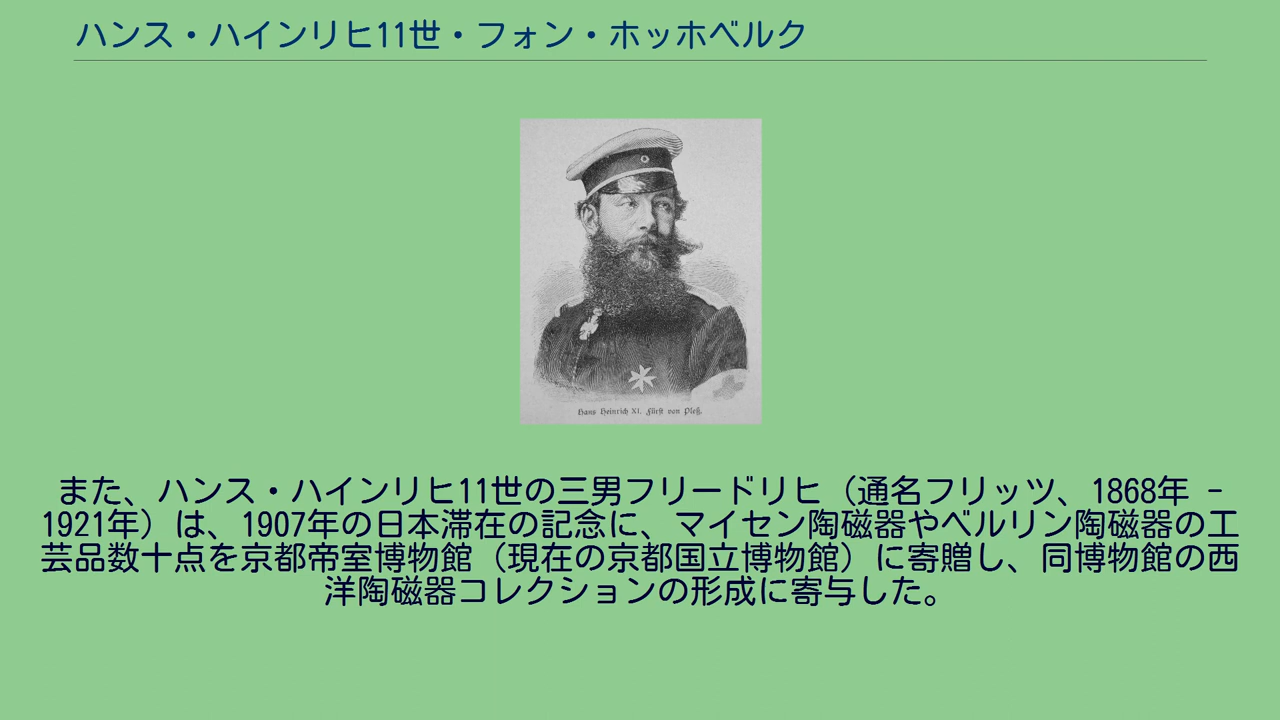 ハンス・ハインリヒ11世・フォン・ホッホベルク
Hans Heinrich XI. Fürst von Pleß.
また、ハンス・ハインリヒ11世の三男フリードリヒ（通名フリッツ、1868年 -
1921年）は、1907年の日本滞在の記念に、マイセン陶磁器やベルリン陶磁器の工
芸品数十点を京都帝室博物館（現在の京都国立博物館）に寄贈し、同博物館の西
洋陶磁器コレクションの形成に寄与した。